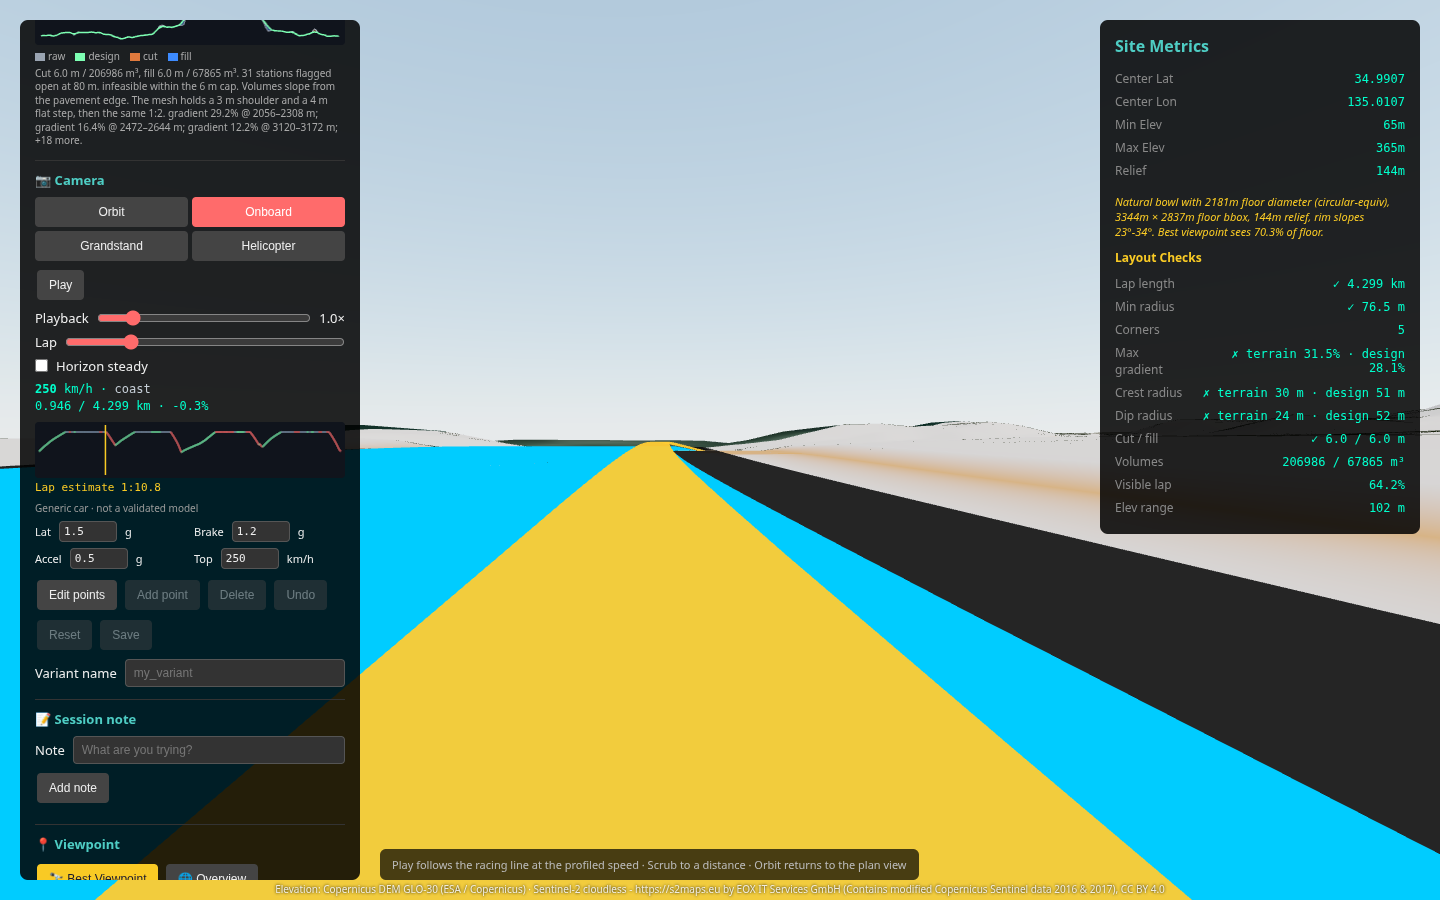 raw design cut fill
Cut 6.0 m / 206986 m³, fill 6.0 m / 67865 m³. 31 stations flagged
open at 80 m. infeasible within the 6 m cap. Volumes slope from
the pavement edge. The mesh holds a 3 m shoulder and a 4 m
flat step, then the same 1:2. gradient 29.2% @ 2056–2308 m;
gradient 16.4% @ 2472–2644 m; gradient 12.2% @ 3120–3172 m;
+18 more.
📷 Camera
Orbit Onboard
Grandstand Helicopter
Play
Playback 1.0×
Lap
Horizon steady
250 km/h · coast
0.946 / 4.299 km · -0.3%
Lap estimate 1:10.8
Generic car · not a validated model
Lat 1.5 g Brake 1.2 g
Accel 0.5 g Top 250 km/h
Edit points Add point Delete Undo
Reset Save
Variant name my_variant
📝 Session note
Note What are you trying?
Add note
📍 Viewpoint
Best Viewpoint Overview
Site Metrics
Center Lat 34.9907
Center Lon 135.0107
Min Elev 65m
Max Elev 365m
Relief 144m
Natural bowl with 2181m floor diameter (circular-equiv),
3344m × 2837m floor bbox, 144m relief, rim slopes
23°-34°. Best viewpoint sees 70.3% of floor.
Layout Checks
Lap length ✓ 4.299 km
Min radius ✓ 76.5 m
Corners 5
Max gradient ✗ terrain 31.5% · design 28.1%
Crest radius ✗ terrain 30 m · design 51 m
Dip radius ✗ terrain 24 m · design 52 m
Cut / fill ✓ 6.0 / 6.0 m
Volumes 206986 / 67865 m³
Visible lap 64.2%
Elev range 102 m
Play follows the racing line at the profiled speed · Scrub to a distance · Orbit returns to the plan view
Elevation: Copernicus DEM GLO-30 (ESA / Copernicus) · Sentinel-2 cloudless - https://s2maps.eu by EOX IT Services GmbH (Contains modified Copernicus Sentinel data 2016 & 2017), CC BY 4.0